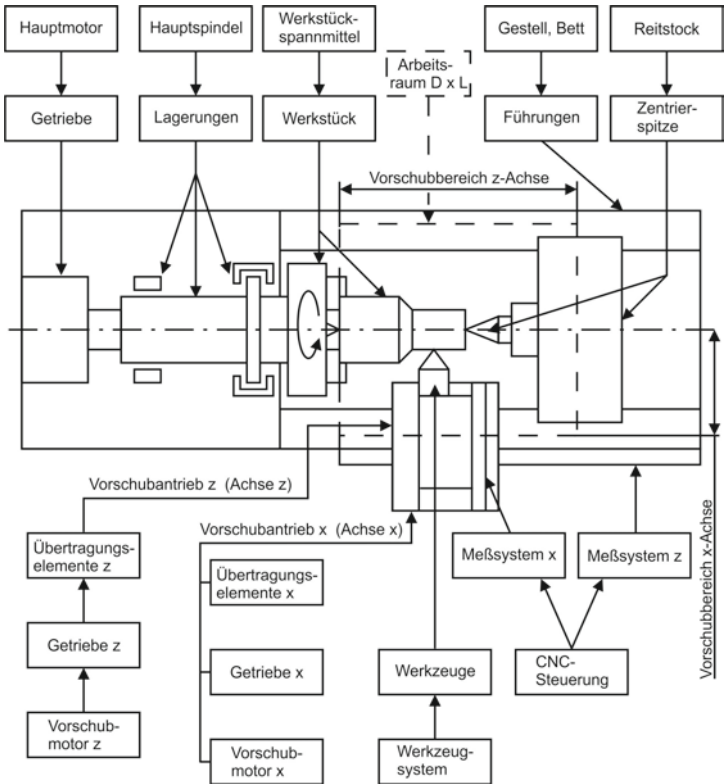 Hauptmotor
Hauptspindel
Werkstück-
spannmittel
Gestell, Bett
Reitstock
Arbeits-
raum D x L
Getriebe
Lagerungen
Werkstück
Führungen
Zentrier-
spitze
Vorschubbereich z-Achse
Vorschubantrieb z (Achse z)
Vorschubantrieb x (Achse x)
Vorschubbereich x-Achse
Übertragungs-
elemente z
Übertragungs-
elemente x
Meßsystem x
Meßsystem z
Getriebe z
Getriebe x
Werkzeuge
CNC-
Steuerung
Vorschub-
motor z
Vorschub-
motor x
Werkzeug-
system